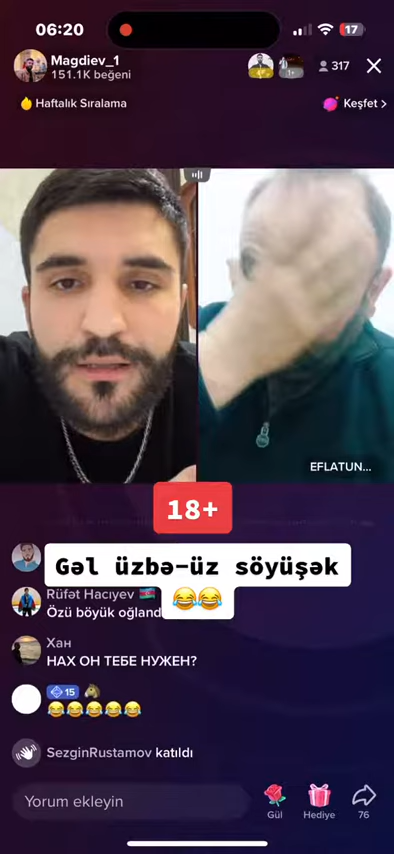 06:20
17
Magdiev_1
151.1K beğeni
317
Haftalık Sıralama
Keşfet >
EFLATUN...
18+
Gəl üzbə-üz söyüşək
😂😂
Rüfət Hacıyev 🇦🇿
Özü böyük oğland
Хан
НАХ ОН ТЕБЕ НУЖЕН?
15 🐴
😂😂😂😂😂
SezginRustamov katıldı
Yorum ekleyin
Gül
Hediye
76